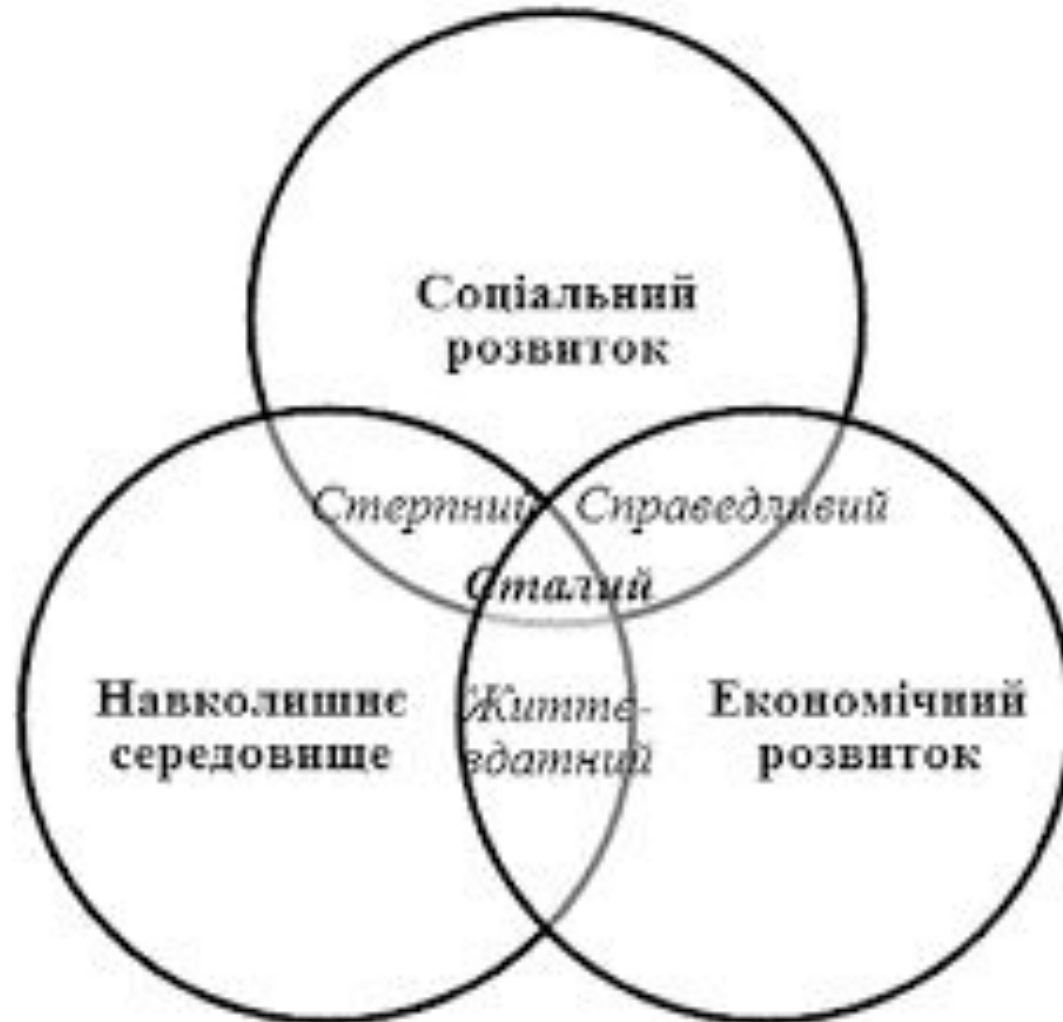 Соціальний
розвиток
Стерпний Справедливий
Сталий
Навколишнє
середовище
Життє-
здатний
Економічний
розвиток